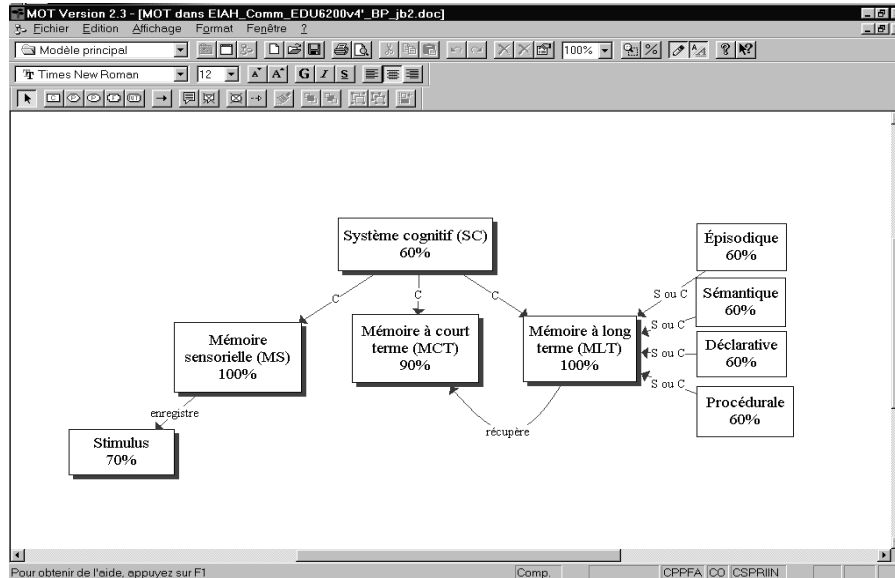 MOT Version 2.3 - [MOT dans EIAH_Comm_EDU6200v4'_BP_jb2.doc]
Fichier Edition Affichage Format Fenêtre ?
Modèle principal 100%
Times New Roman 12 G I S
Système cognitif (SC)
60%
Épisodique
60%
C
C
C
S ou C
Sémantique
60%
S ou C
Mémoire
sensorielle (MS)
100%
Mémoire à court
terme (MCT)
90%
Mémoire à long
terme (MLT)
100%
Déclarative
60%
S ou C
S ou C
Procédurale
60%
enregistre
récupère
Stimulus
70%
Pour obtenir de l'aide, appuyez sur F1 Comp. CPPFA CO CSPRIIN